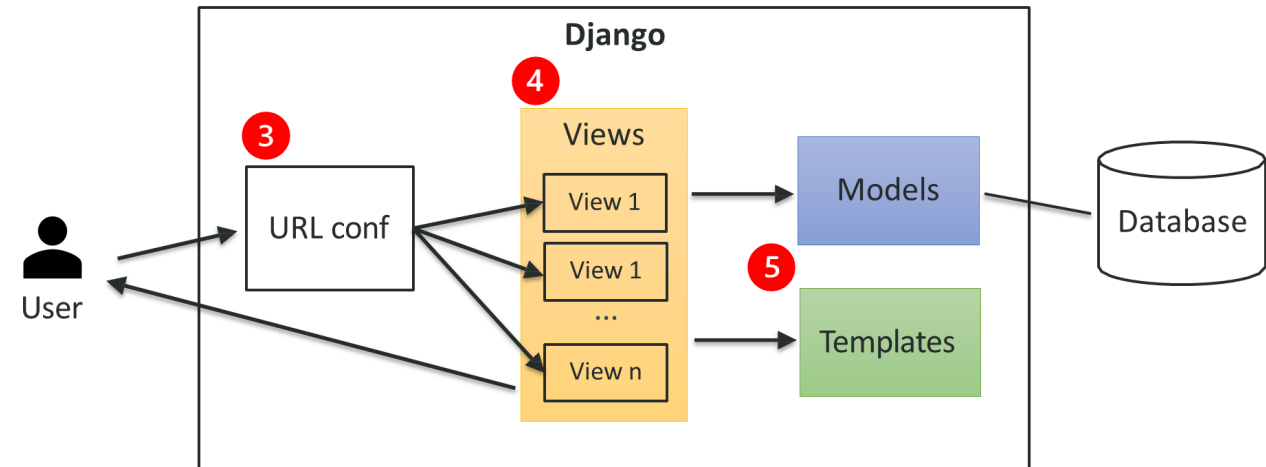 Django
3
4
Views
URL conf
View 1
View 1
...
View n
Models
5
Templates
Database
User